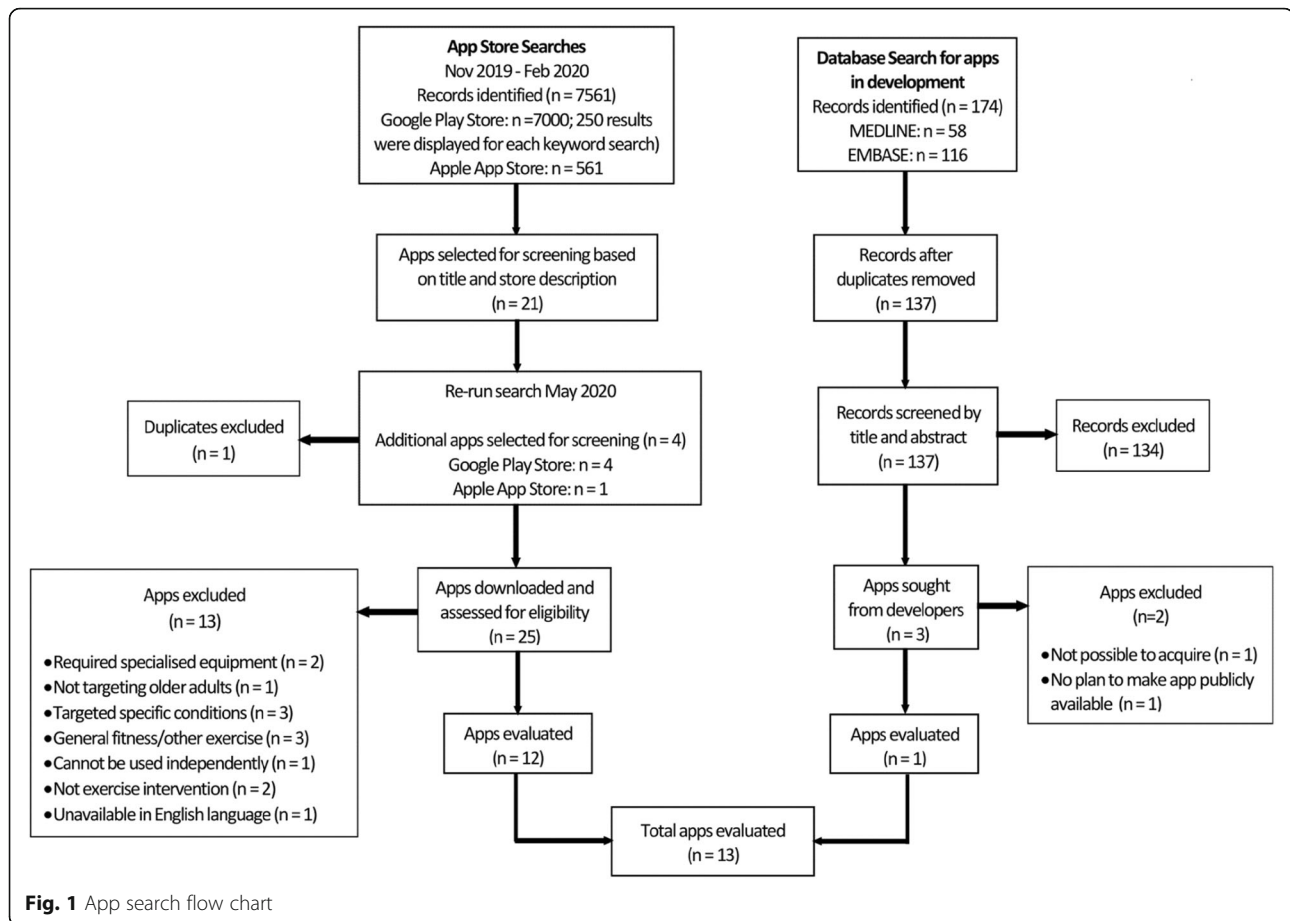 App Store Searches
Nov 2019 - Feb 2020
Records identified (n = 7561)
Google Play Store: n =7000; 250 results
were displayed for each keyword search)
Apple App Store: n = 561
Database Search for apps
in development
Records identified (n = 174)
MEDLINE: n = 58
EMBASE: n = 116
Apps selected for screening based
on title and store description
(n = 21)
Records after
duplicates removed
(n = 137)
Duplicates excluded
(n = 1)
Re-run search May 2020
Additional apps selected for screening (n = 4)
Google Play Store: n = 4
Apple App Store: n = 1
Records screened by
title and abstract
(n = 137)
Records excluded
(n = 134)
Apps excluded
(n = 13)
•Required specialised equipment (n = 2)
•Not targeting older adults (n = 1)
•Targeted specific conditions (n = 3)
•General fitness/other exercise (n = 3)
•Cannot be used independently (n = 1)
•Not exercise intervention (n = 2)
•Unavailable in English language (n = 1)
Apps downloaded and
assessed for eligibility
(n = 25)
Apps sought
from developers
(n = 3)
Apps excluded
(n=2)
•Not possible to acquire (n = 1)
•No plan to make app publicly
available (n = 1)
Apps evaluated
(n = 12)
Apps evaluated
(n = 1)
Total apps evaluated
(n = 13)
Fig. 1 App search flow chart